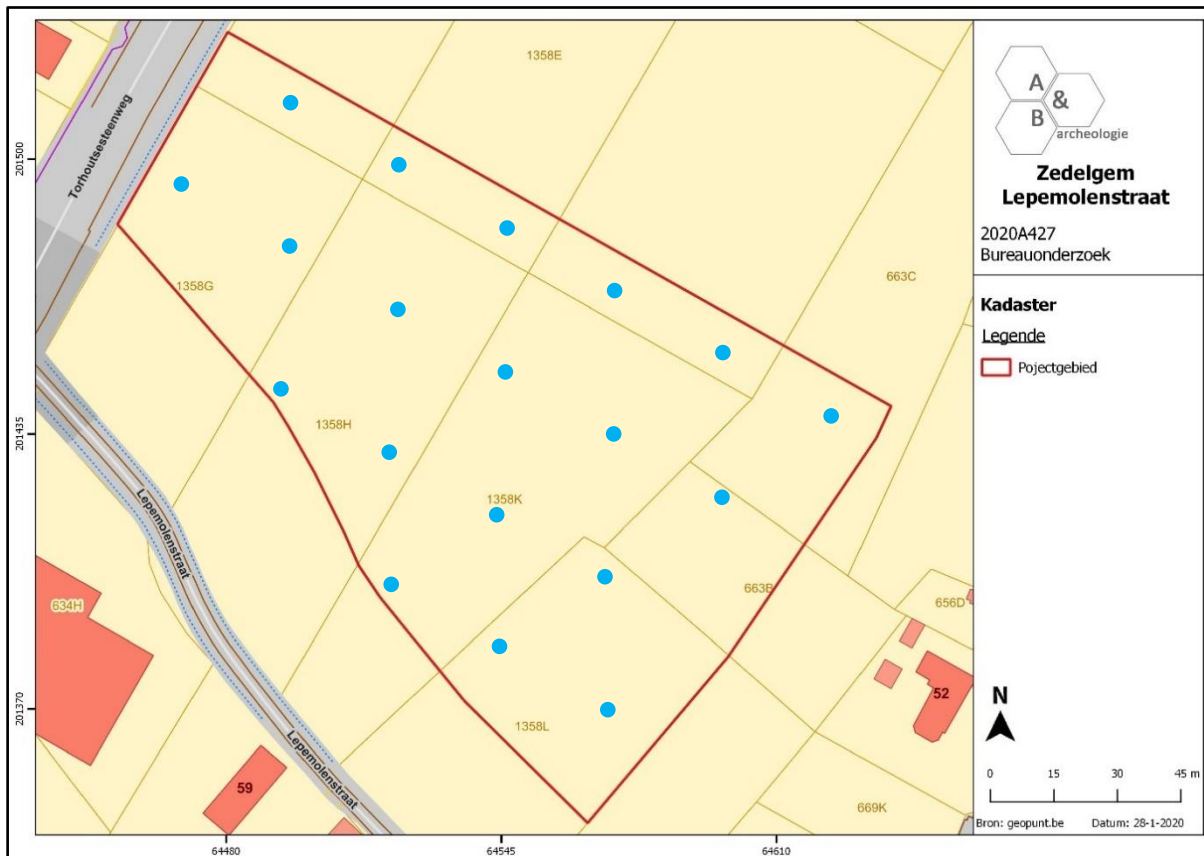 Torhoutsesteenweg
1358E
1358G
663C
1358H
1358K
Lepemolenstraat
634H
663B
656D
52
1358L
Lepemolenstraat
59
669K
201500
201435
201370
64480
64545
64610
A
&
B
archeologie
Zedelgem
Lepemolenstraat
2020A427
Bureauonderzoek
Kadaster
Legende
Pojectgebied
N
0 15 30 45 m
Bron: geopunt.be Datum: 28-1-2020